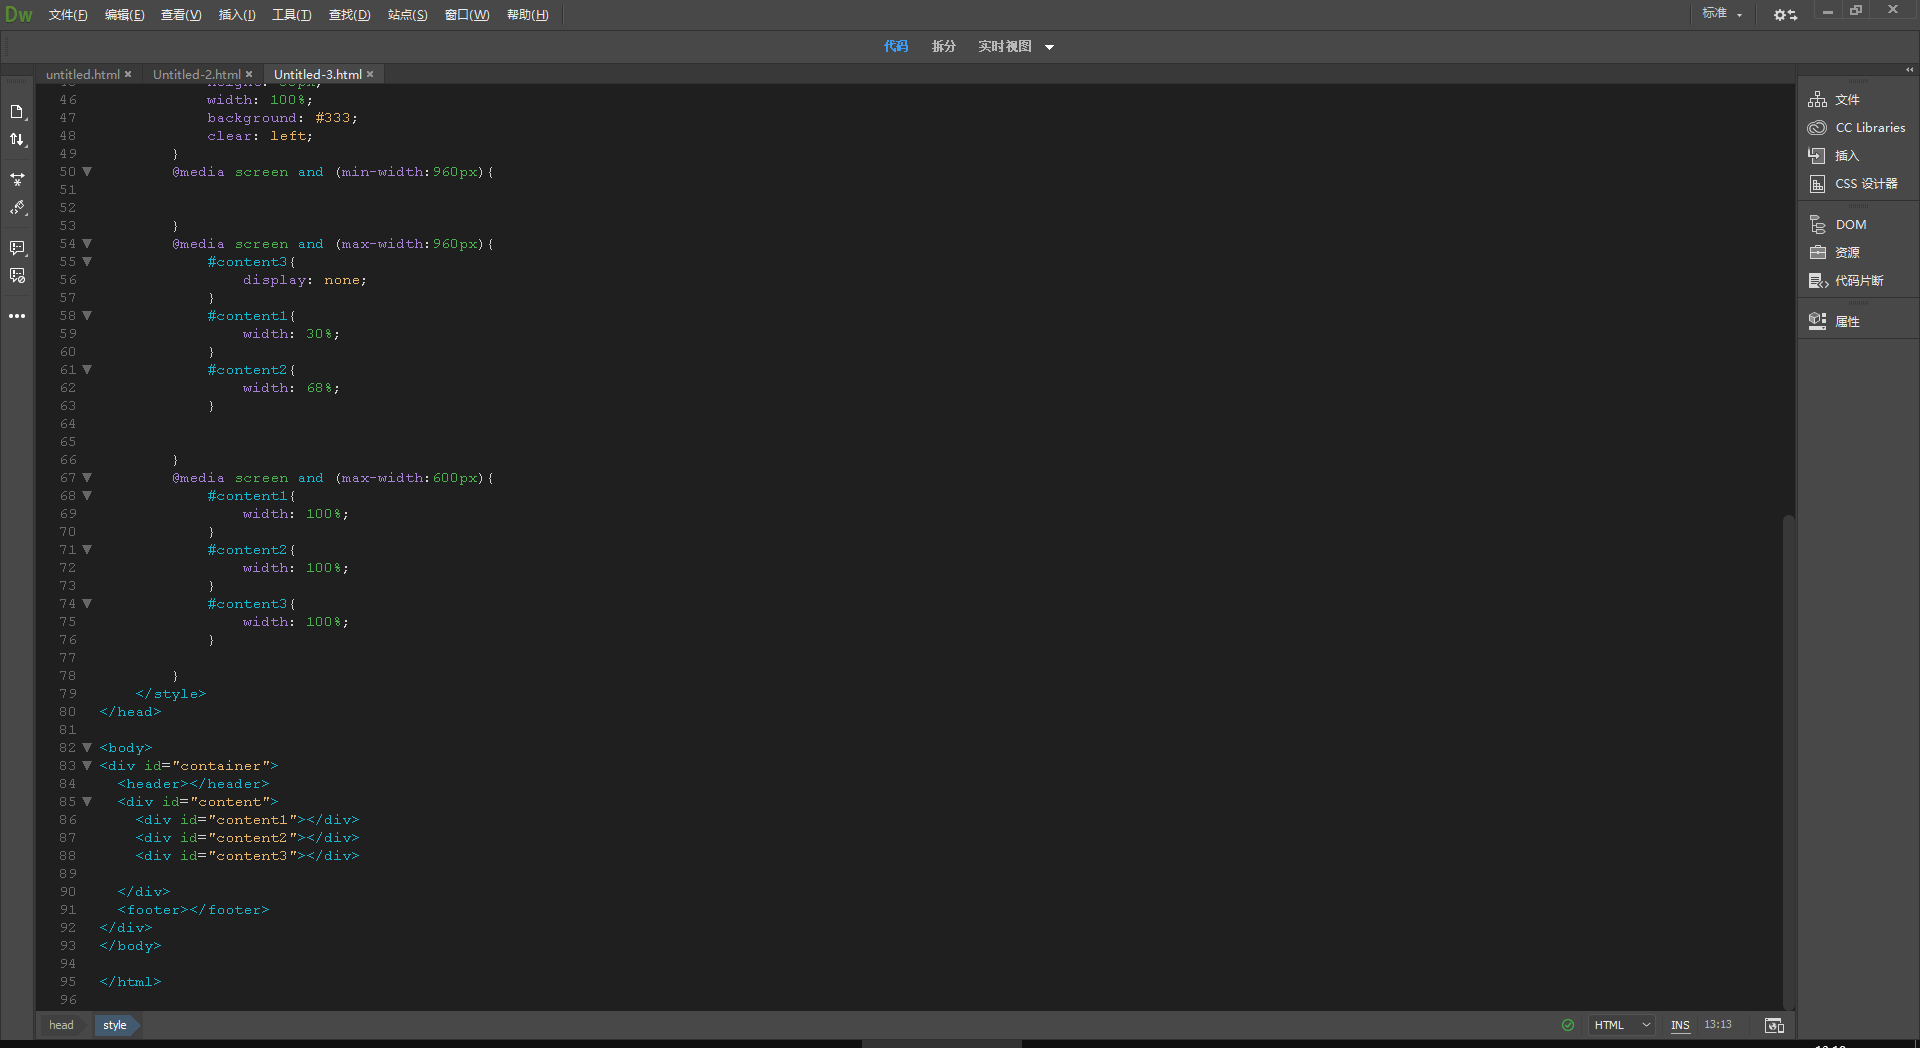 Dw 文件(F) 编辑(E) 查看(V) 插入(I) 工具(T) 查找(D) 站点(S) 窗口(W) 帮助(H) 标准
代码 拆分 实时视图
untitled.html × Untitled-2.html × Untitled-3.html ×
46 width: 100%;
47 background: #333;
48 clear: left;
49 }
50 @media screen and (min-width:960px){
51
52
53 }
54 @media screen and (max-width:960px){
55 #content3{
56 display: none;
57 }
58 #content1{
59 width: 30%;
60 }
61 #content2{
62 width: 68%;
63 }
64
65
66 }
67 @media screen and (max-width:600px){
68 #content1{
69 width: 100%;
70 }
71 #content2{
72 width: 100%;
73 }
74 #content3{
75 width: 100%;
76 }
77
78 }
79 </style>
80 </head>
81
82 <body>
83 <div id="container">
84 <header></header>
85 <div id="content">
86 <div id="content1"></div>
87 <div id="content2"></div>
88 <div id="content3"></div>
89
90 </div>
91 <footer></footer>
92 </div>
93 </body>
94
95 </html>
96
文件
CC Libraries
插入
CSS 设计器
DOM
资源
代码片断
属性
head style HTML INS 13:13